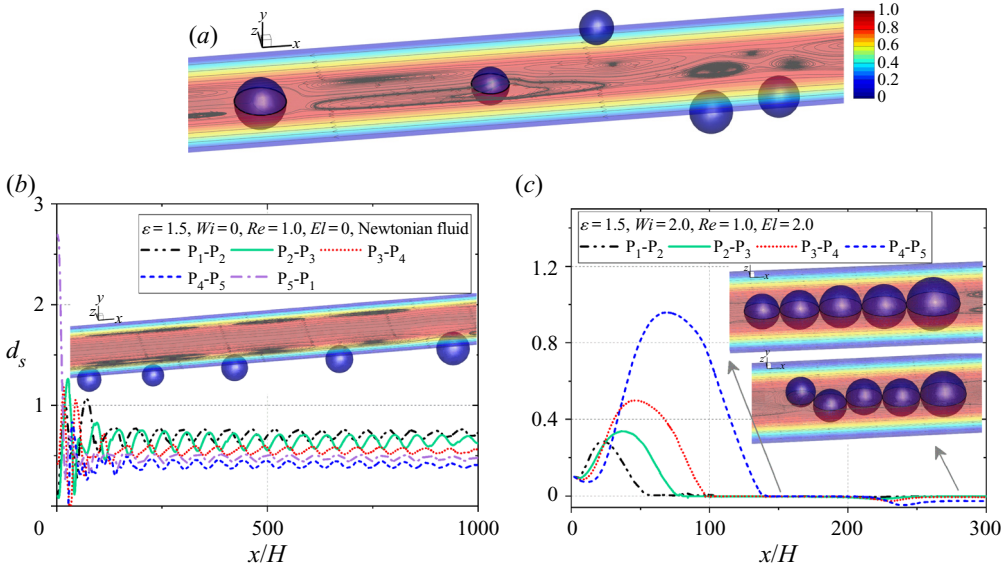 (a)
y
z
x
1.0
0.8
0.6
0.4
0.2
0
(b)
3
2
1
0
d_s
ε = 1.5, Wi = 0, Re = 1.0, El = 0, Newtonian fluid
P₁-P₂ P₂-P₃ P₃-P₄
P₄-P₅ P₅-P₁
y
z
x
500
1000
x/H
(c)
1.2
0.8
0.4
0
ε = 1.5, Wi = 2.0, Re = 1.0, El = 2.0
P₁-P₂ P₂-P₃ P₃-P₄ P₄-P₅
z
x
y
x
0 100 200 300
x/H